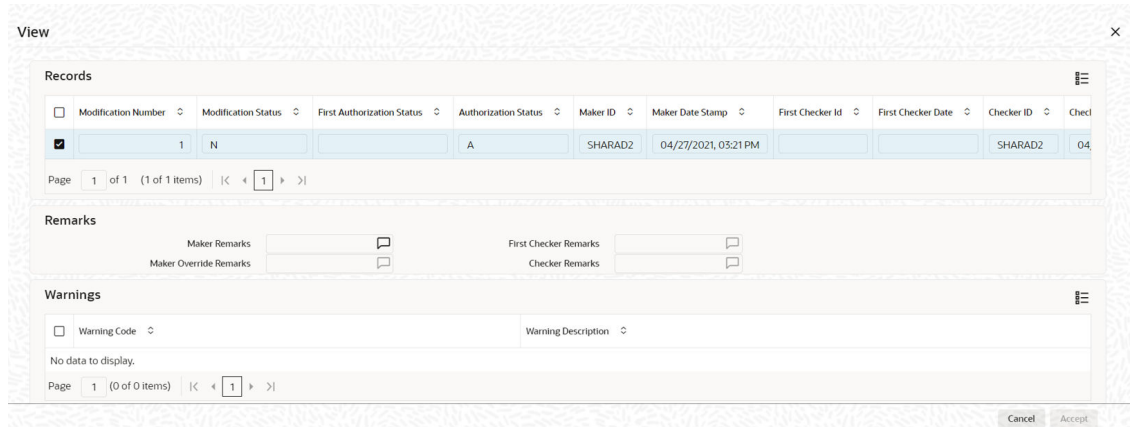 View
Records
Modification Number Modification Status First Authorization Status Authorization Status Maker ID Maker Date Stamp First Checker Id First Checker Date Checker ID Check
1 N A SHARAD2 04/27/2021, 03:21 PM SHARAD2 04/
Page 1 of 1 (1 of 1 items) 1
Remarks
Maker Remarks First Checker Remarks
Maker Override Remarks Checker Remarks
Warnings
Warning Code Warning Description
No data to display.
Page 1 (0 of 0 items) 1
Cancel Accept